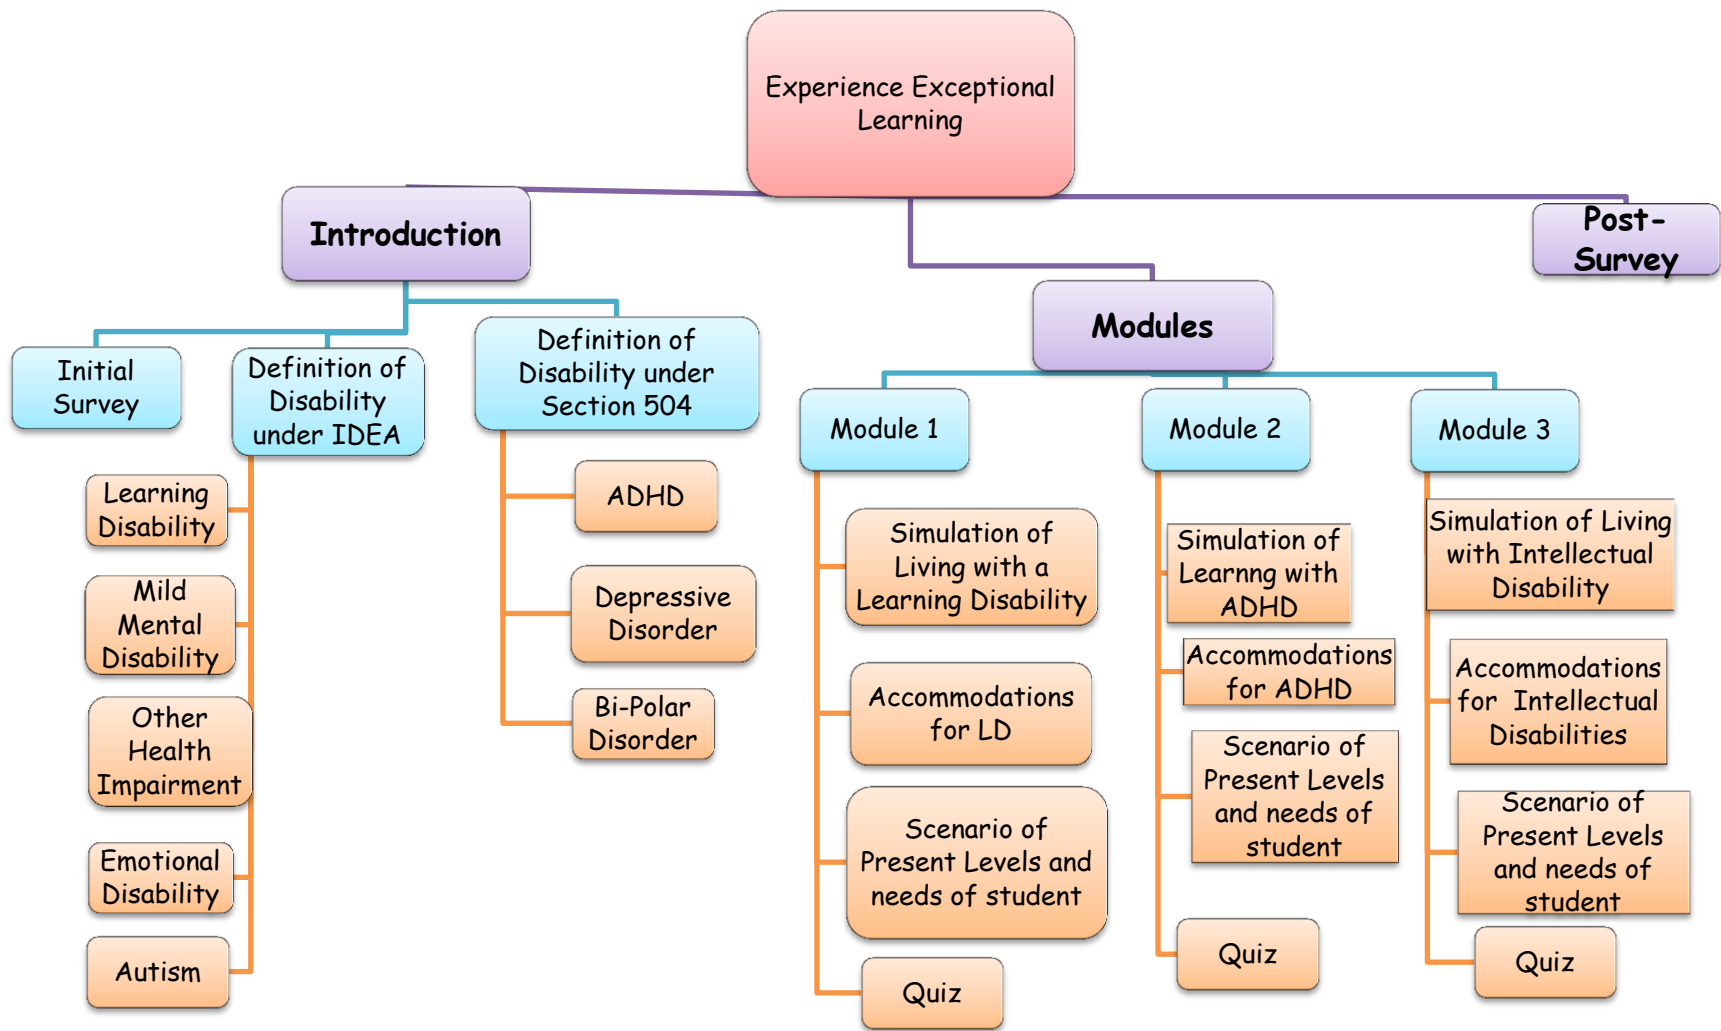 Experience Exceptional
Learning
Introduction
Post-
Survey
Modules
Initial
Survey
Definition of
Disability
under IDEA
Definition of
Disability under
Section 504
Module 1
Module 2
Module 3
Learning
Disability
Mild
Mental
Disability
Other
Health
Impairment
Emotional
Disability
Autism
ADHD
Depressive
Disorder
Bi-Polar
Disorder
Simulation of
Living with a
Learning Disability
Accommodations
for LD
Scenario of
Present Levels and
needs of student
Quiz
Simulation of
Learnng with
ADHD
Accommodations
for ADHD
Scenario of
Present Levels
and needs of
student
Quiz
Simulation of Living
with Intellectual
Disability
Accommodations
for Intellectual
Disabilities
Scenario of
Present Levels
and needs of
student
Quiz